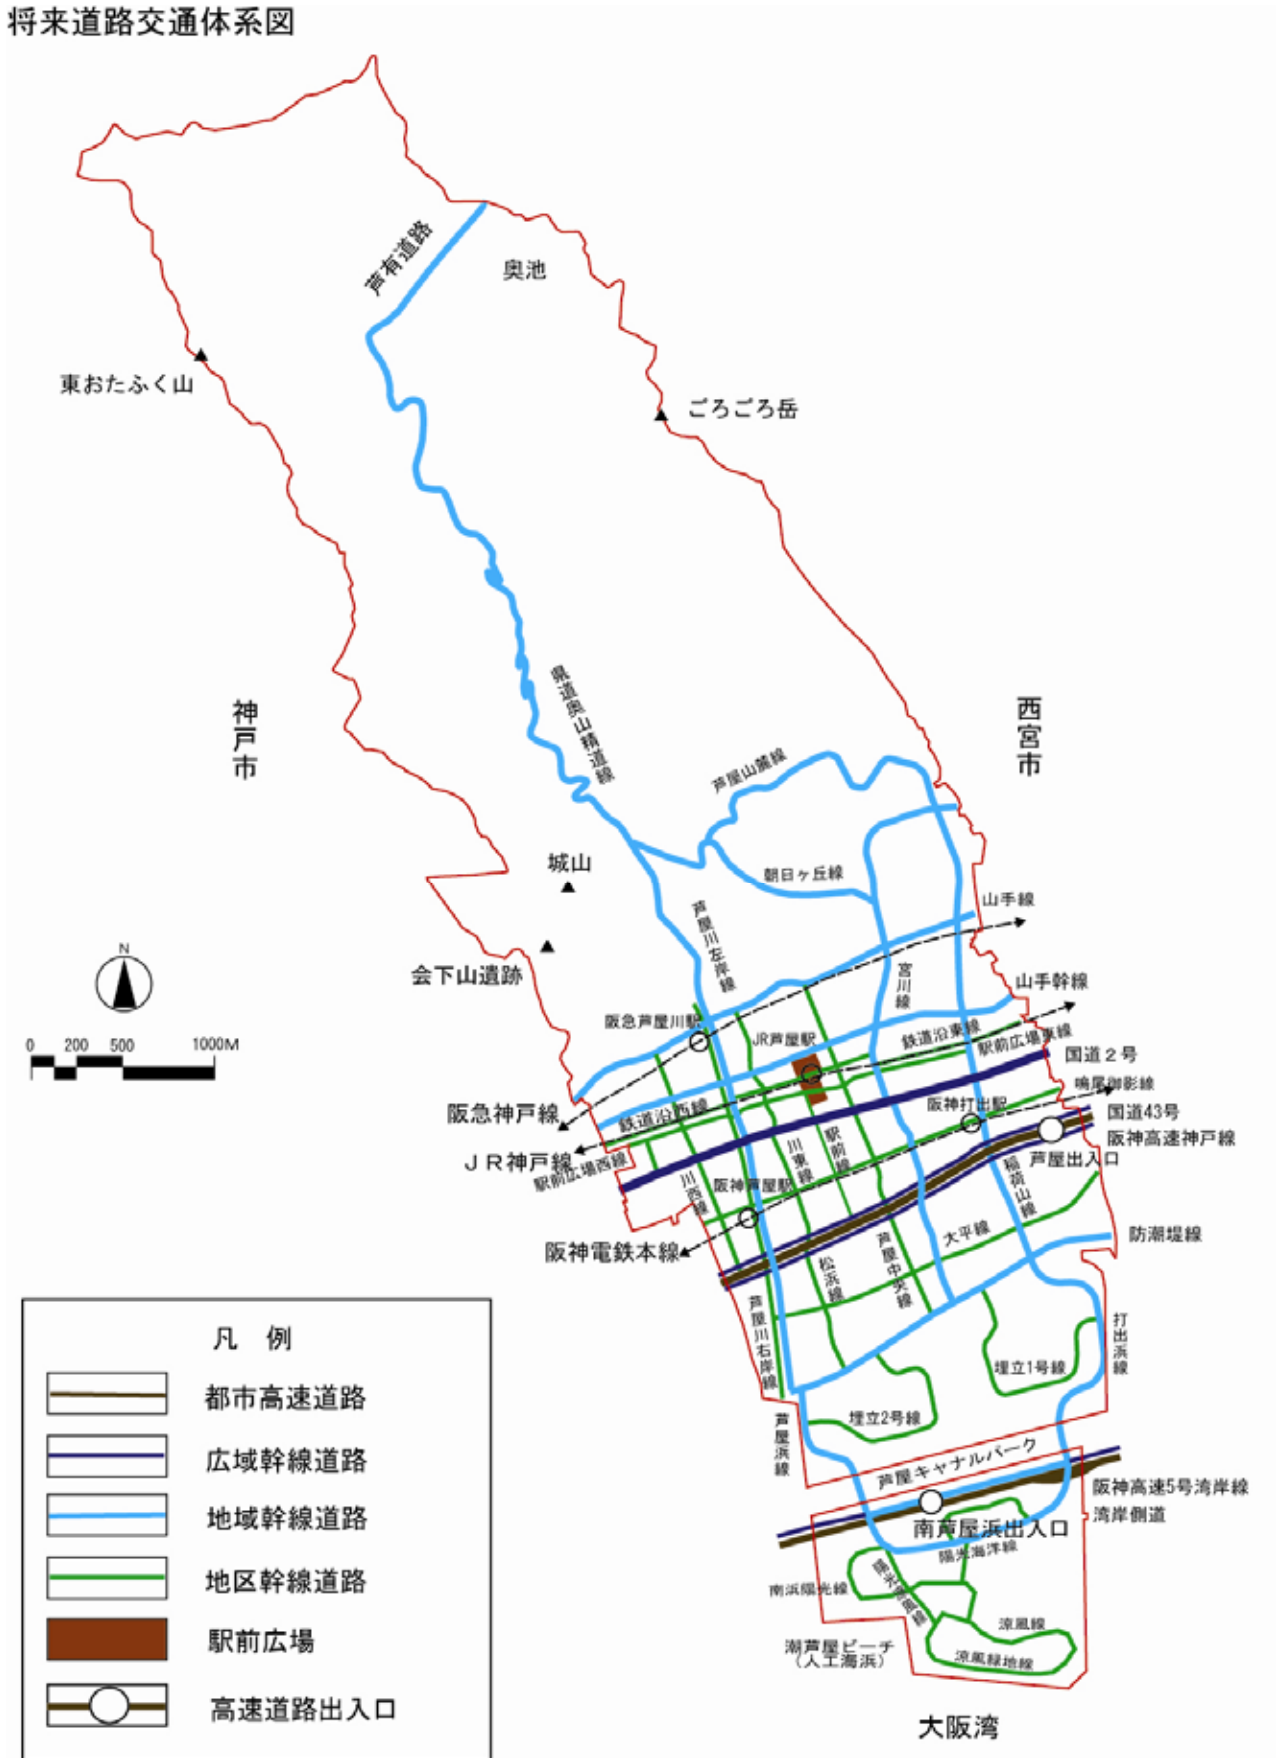 将来道路交通体系図
芦有道路
奥池
東おたふく山
ごろごろ岳
県道奥山精道線
神戸市
西宮市
芦屋山麓線
城山
朝日ヶ丘線
芦屋川左岸線
山手線
会下山遺跡
宮川線
山手幹線
N
0 200 500 1000M
阪急芦屋川駅
JR芦屋駅
鉄道沿東線
駅前広場東線
国道２号
鳴尾御影線
阪神打出駅
国道43号
阪神高速神戸線
芦屋出入口
阪急神戸線
鉄道沿西線
ＪＲ神戸線
駅前広場西線
川西線
阪神芦屋駅
川東線
駅前線
稲荷山線
阪神電鉄本線
大平線
防潮堤線
松浜線
芦屋中央線
芦屋川右岸線
打出浜線
埋立1号線
埋立2号線
芦屋浜線
芦屋キャナルパーク
阪神高速5号湾岸線
湾岸側道
南芦屋浜出入口
陽光海洋線
南浜陽光線
涼風線
涼風緑地線
潮芦屋ビーチ
（人工海浜）
大阪湾
凡 例
都市高速道路
広域幹線道路
地域幹線道路
地区幹線道路
駅前広場
高速道路出入口